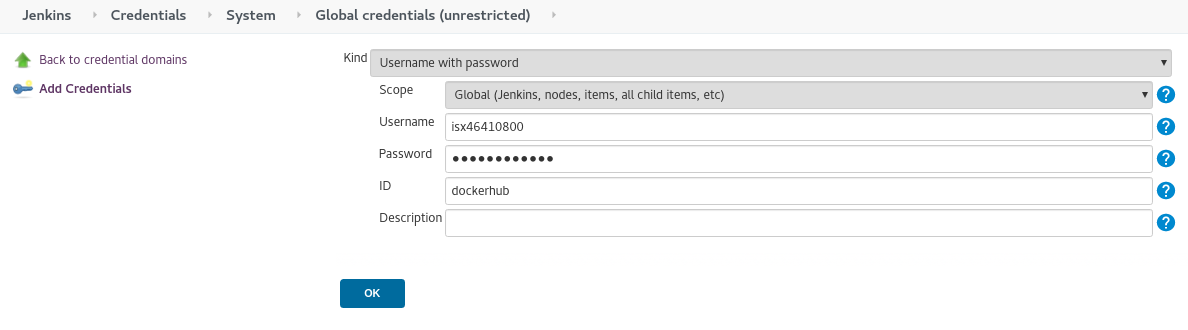 Jenkins Credentials System Global credentials (unrestricted)
Back to credential domains
Add Credentials
Kind Username with password
Scope Global (Jenkins, nodes, items, all child items, etc)
Username isx46410800
Password ●●●●●●●●●●●●
ID dockerhub
Description
OK